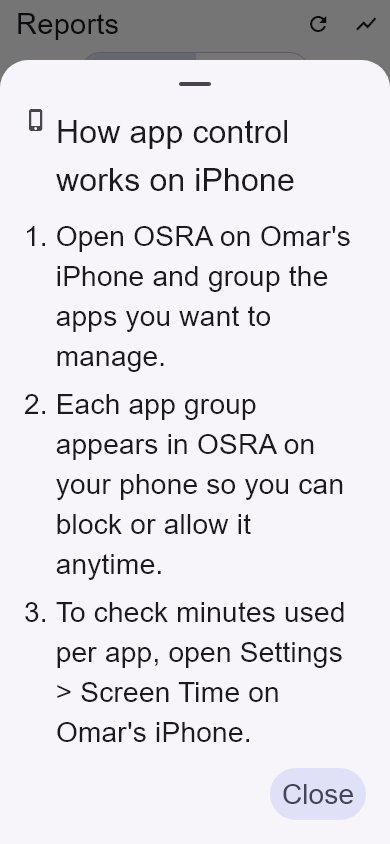 Reports
How app control
works on iPhone
1. Open OSRA on Omar's
iPhone and group the
apps you want to
manage.
2. Each app group
appears in OSRA on
your phone so you can
block or allow it
anytime.
3. To check minutes used
per app, open Settings
> Screen Time on
Omar's iPhone.
Close